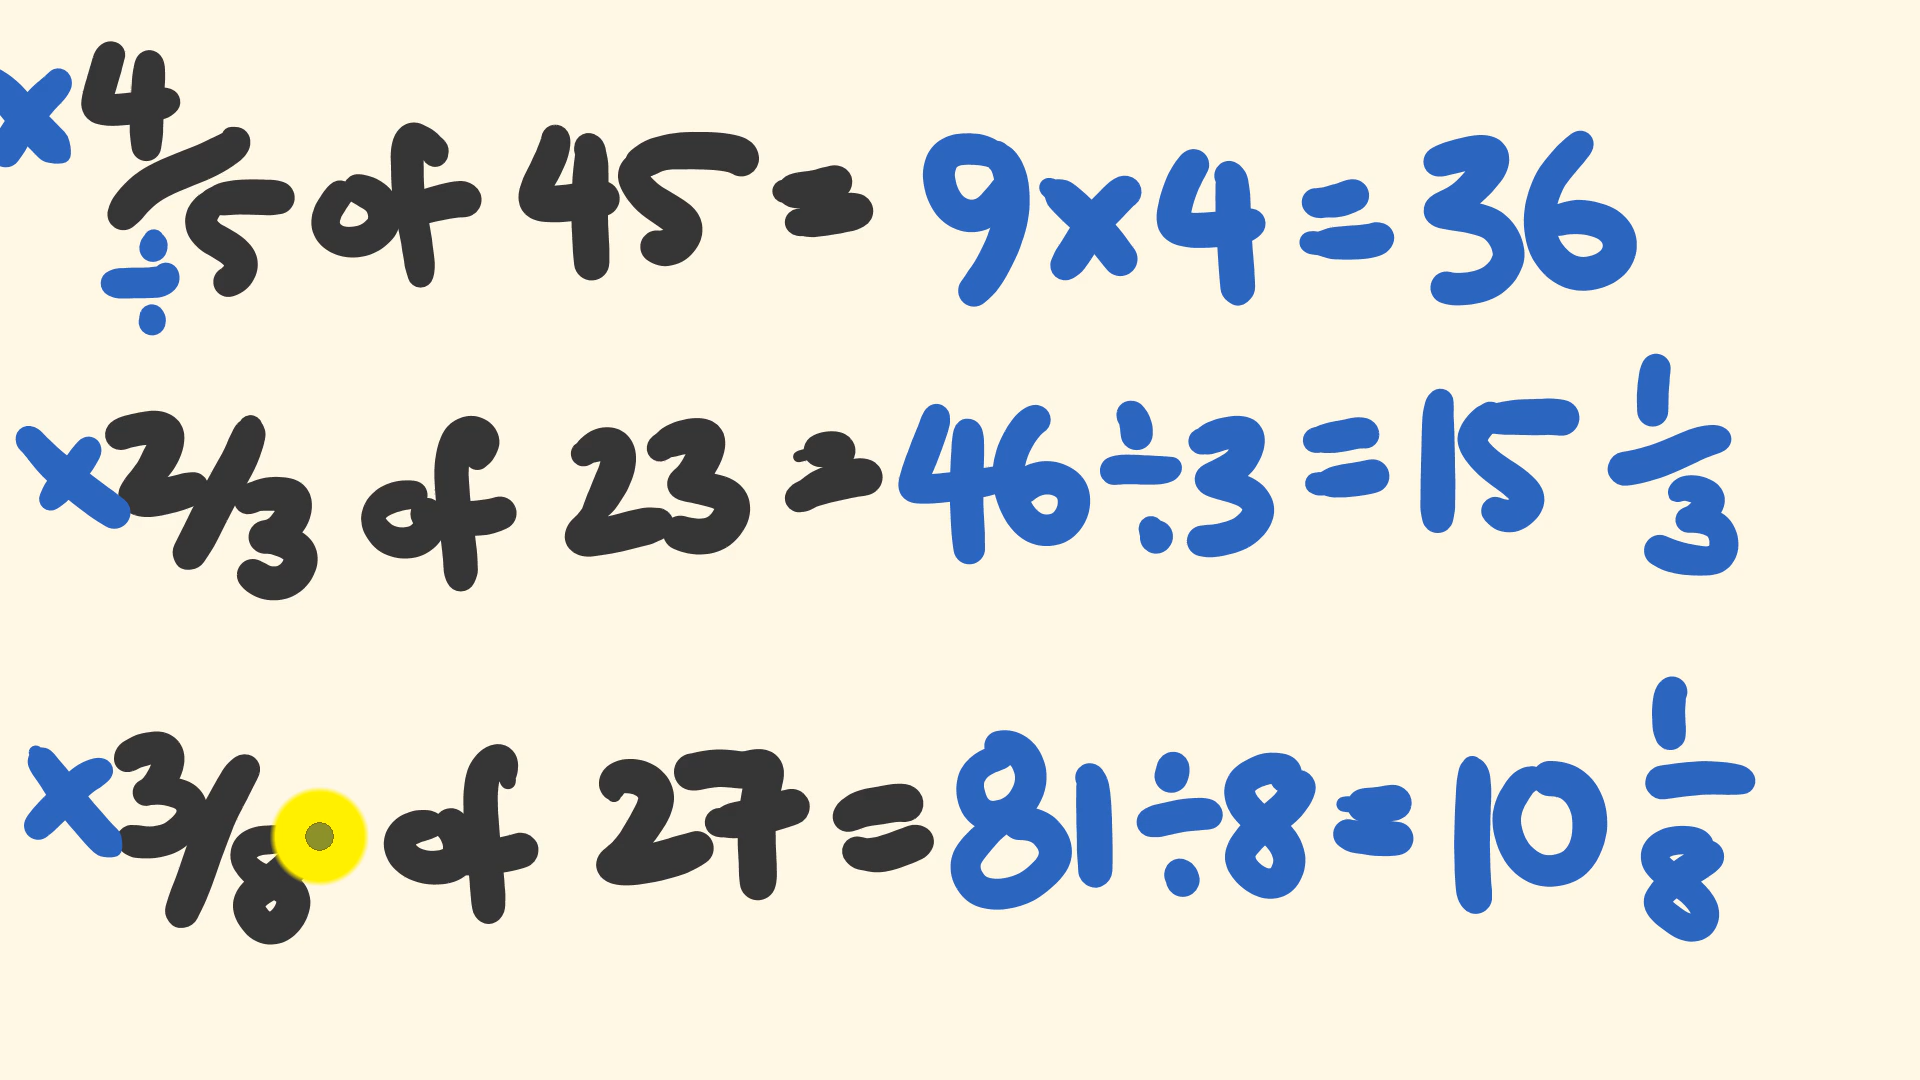 ×4/÷5 of 45 = 9×4=36
×2/3 of 23 = 46÷3=15 1/3
×3/8 of 27 = 81÷8=10 1/8